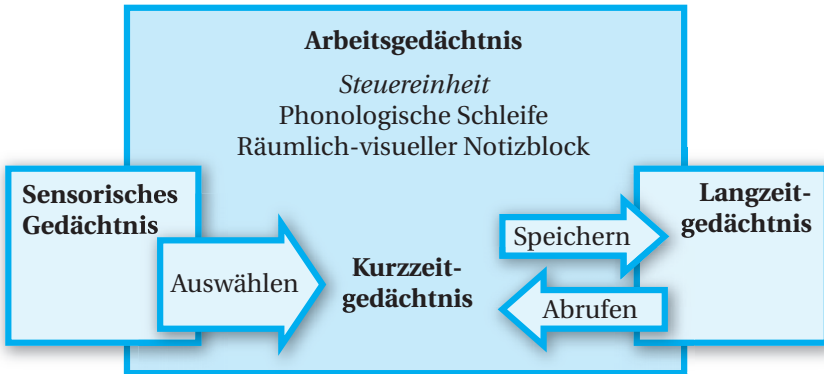 Arbeitsgedächtnis
Steuereinheit
Phonologische Schleife
Räumlich-visueller Notizblock
Sensorisches
Gedächtnis
Auswählen
Kurzzeit-
gedächtnis
Speichern
Abrufen
Langzeit-
gedächtnis